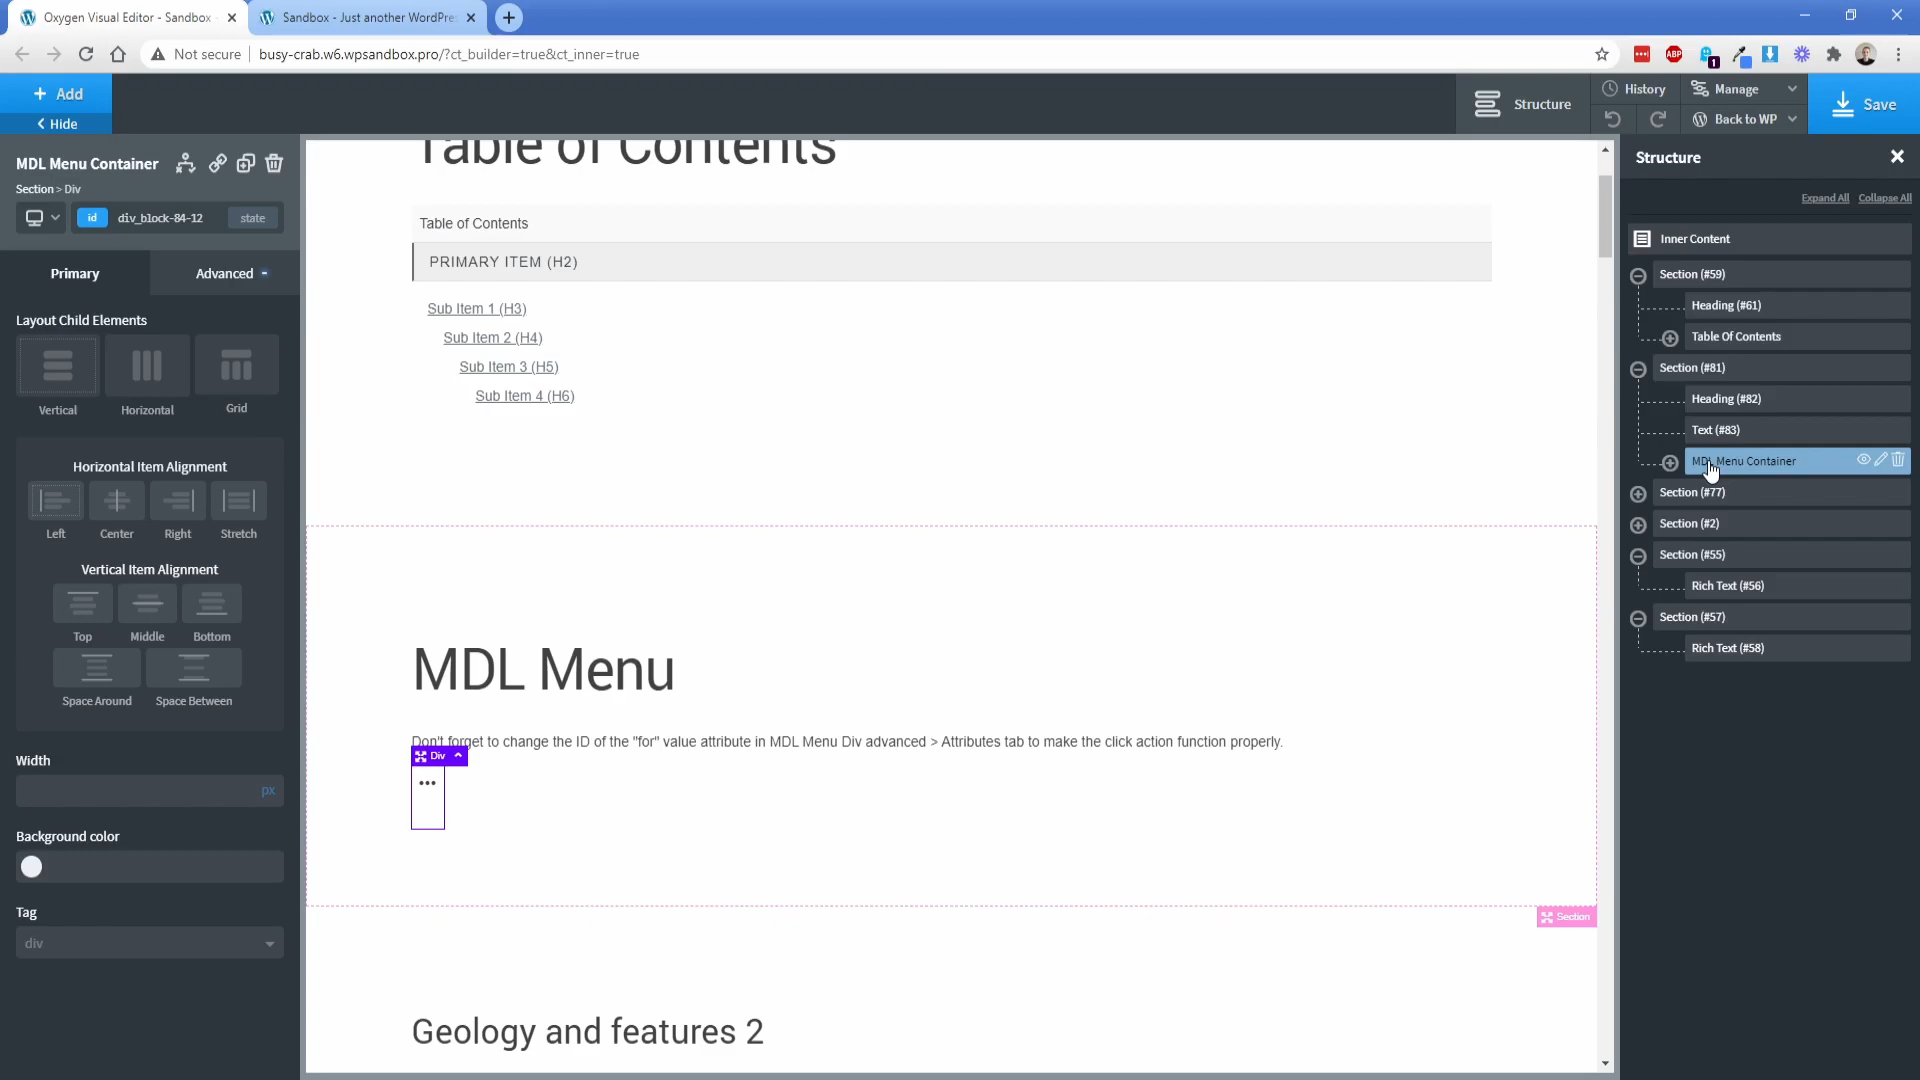 Oxygen Visual Editor - Sandbox
Sandbox - Just another WordPre
Not secure
busy-crab.w6.wpsandbox.pro/?ct_builder=true&ct_inner=true
ABP
1
+ Add
Hide
Structure
History
Manage
Back to WP
Save
MDL Menu Container
Section > Div
id
div_block-84-12
state
Primary
Advanced
Layout Child Elements
Vertical
Horizontal
Grid
Horizontal Item Alignment
Left
Center
Right
Stretch
Vertical Item Alignment
Top
Middle
Bottom
Space Around
Space Between
Width
px
Background color
Tag
div
Table of Contents
Table of Contents
PRIMARY ITEM (H2)
Sub Item 1 (H3)
Sub Item 2 (H4)
Sub Item 3 (H5)
Sub Item 4 (H6)
MDL Menu
Don't forget to change the ID of the "for" value attribute in MDL Menu Div advanced > Attributes tab to make the click action function properly.
Div
Section
Geology and features 2
Structure
Expand All
Collapse All
Inner Content
Section (#59)
Heading (#61)
Table Of Contents
Section (#81)
Heading (#82)
Text (#83)
MDL Menu Container
Section (#77)
Section (#2)
Section (#55)
Rich Text (#56)
Section (#57)
Rich Text (#58)